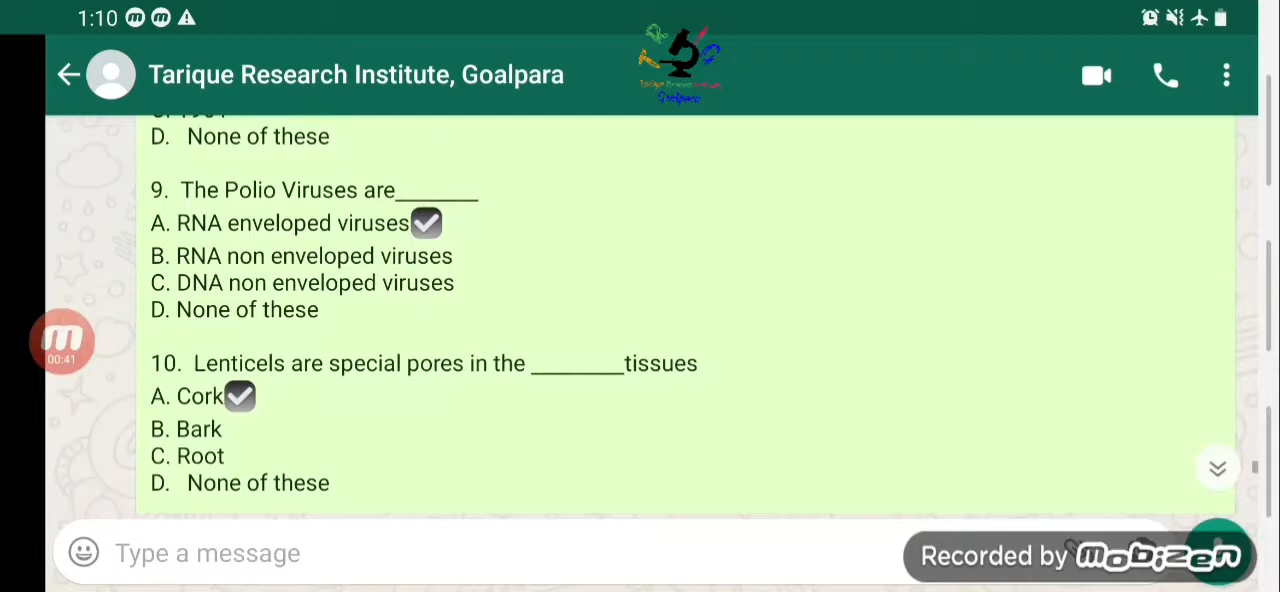 1:10
Tarique Research Institute, Goalpara
Goalpara
D. None of these
9. The Polio Viruses are_______
A. RNA enveloped viruses
B. RNA non enveloped viruses
C. DNA non enveloped viruses
D. None of these
00:41
10. Lenticels are special pores in the ________tissues
A. Cork
B. Bark
C. Root
D. None of these
Type a message
Recorded by Mobizen